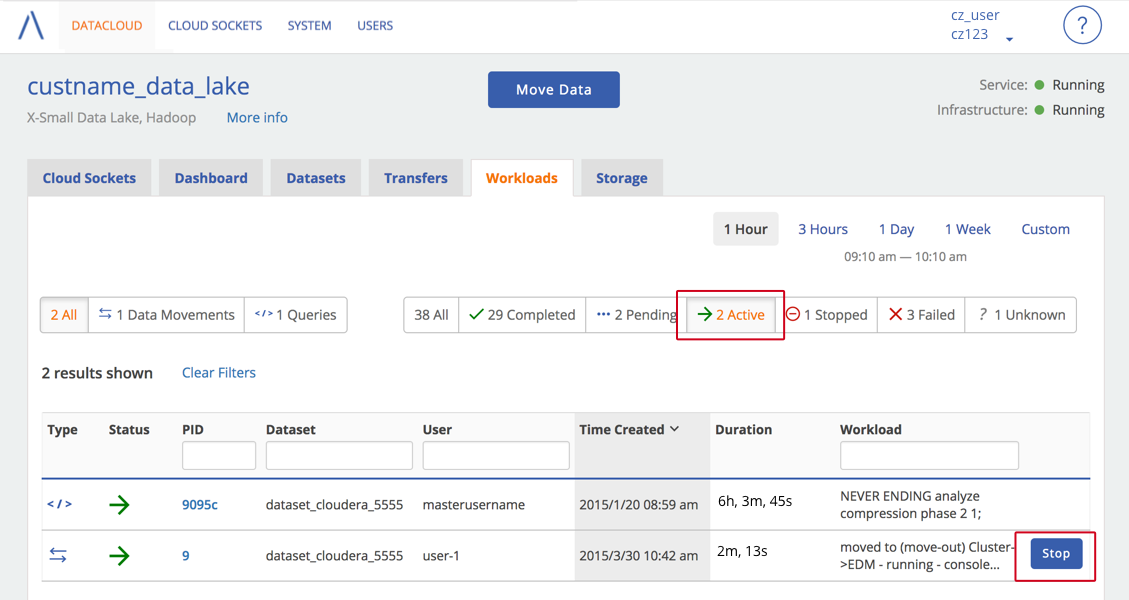 DATACLOUD CLOUD SOCKETS SYSTEM USERS
cz_user
cz123
?
custname_data_lake
Move Data
Service: Running
X-Small Data Lake, Hadoop More info
Infrastructure: Running
Cloud Sockets Dashboard Datasets Transfers Workloads Storage
1 Hour 3 Hours 1 Day 1 Week Custom
09:10 am — 10:10 am
2 All 1 Data Movements </> 1 Queries 38 All 29 Completed 2 Pending 2 Active 1 Stopped 3 Failed ? 1 Unknown
2 results shown Clear Filters
Type Status PID Dataset User Time Created Duration Workload
</> 9095c dataset_cloudera_5555 masterusername 2015/1/20 08:59 am 6h, 3m, 45s NEVER ENDING analyze
compression phase 2 1;
9 dataset_cloudera_5555 user-1 2015/3/30 10:42 am 2m, 13s moved to (move-out) Cluster-
>EDM - running - console...
Stop